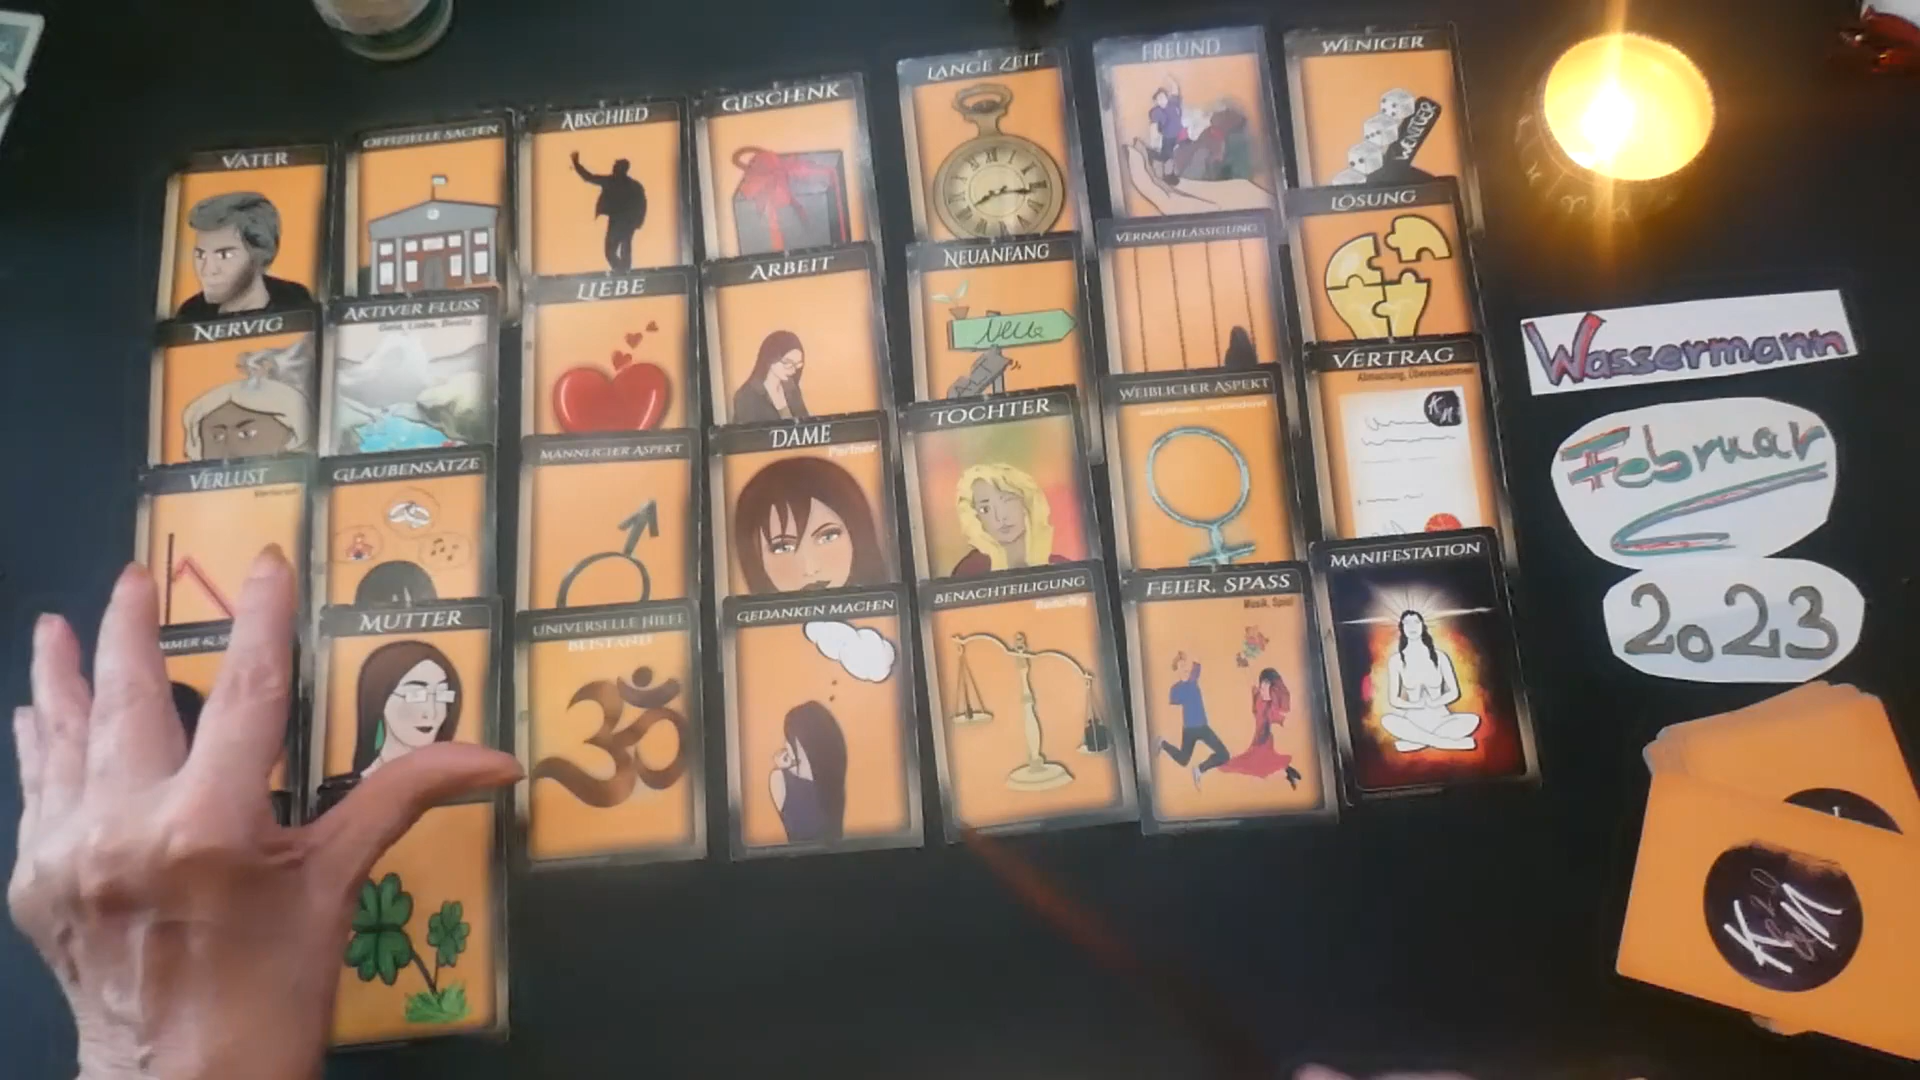 VATER
OFFIZIELLE SACHEN
ABSCHIED
GESCHENK
LANGE ZEIT
FREUND
WENIGER
WENIGER
NERVIG
AKTIVER FLUSS
Geld, Liebe, Besitz
LIEBE
ARBEIT
NEUANFANG
Neue
VERNACHLÄSSIGUNG
LÖSUNG
VERLUST
GLAUBENSÄTZE
MÄNNLICHER ASPEKT
DAME
Partner
TOCHTER
WEIBLICHER ASPEKT
VERTRAG
Abmachung, Übereinkommen
MUTTER
UNIVERSELLE HILFE
BEISTAND
GEDANKEN MACHEN
BENACHTEILIGUNG
FEIER, SPASS
Musik, Spiel
MANIFESTATION
Wassermann
Februar
2023
K
M